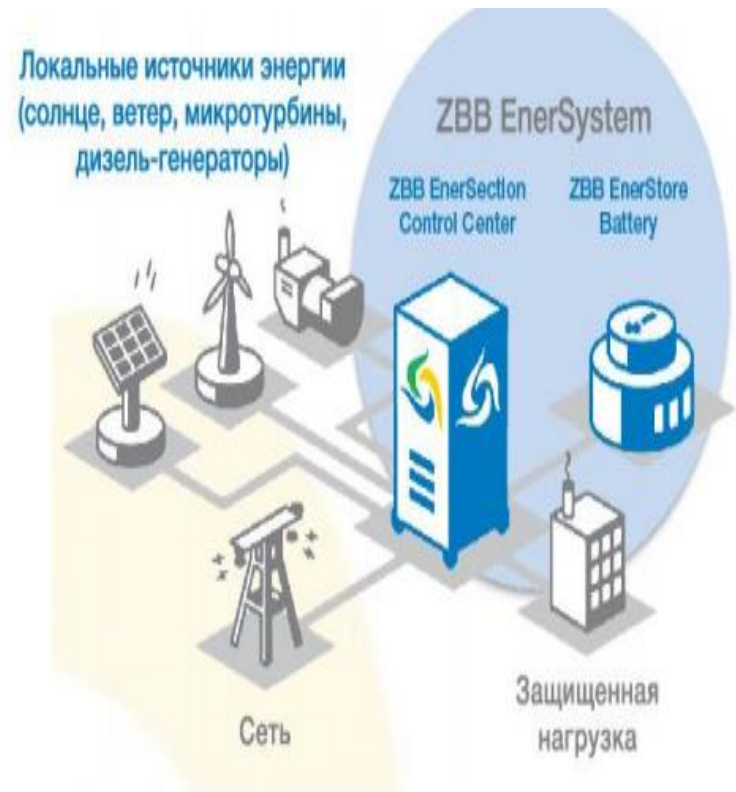 Локальные источники энергии
(солнце, ветер, микротурбины,
дизель-генераторы)
ZBB EnerSystem
ZBB EnerSection
Control Center
ZBB EnerStore
Battery
Сеть
Защищенная
нагрузка